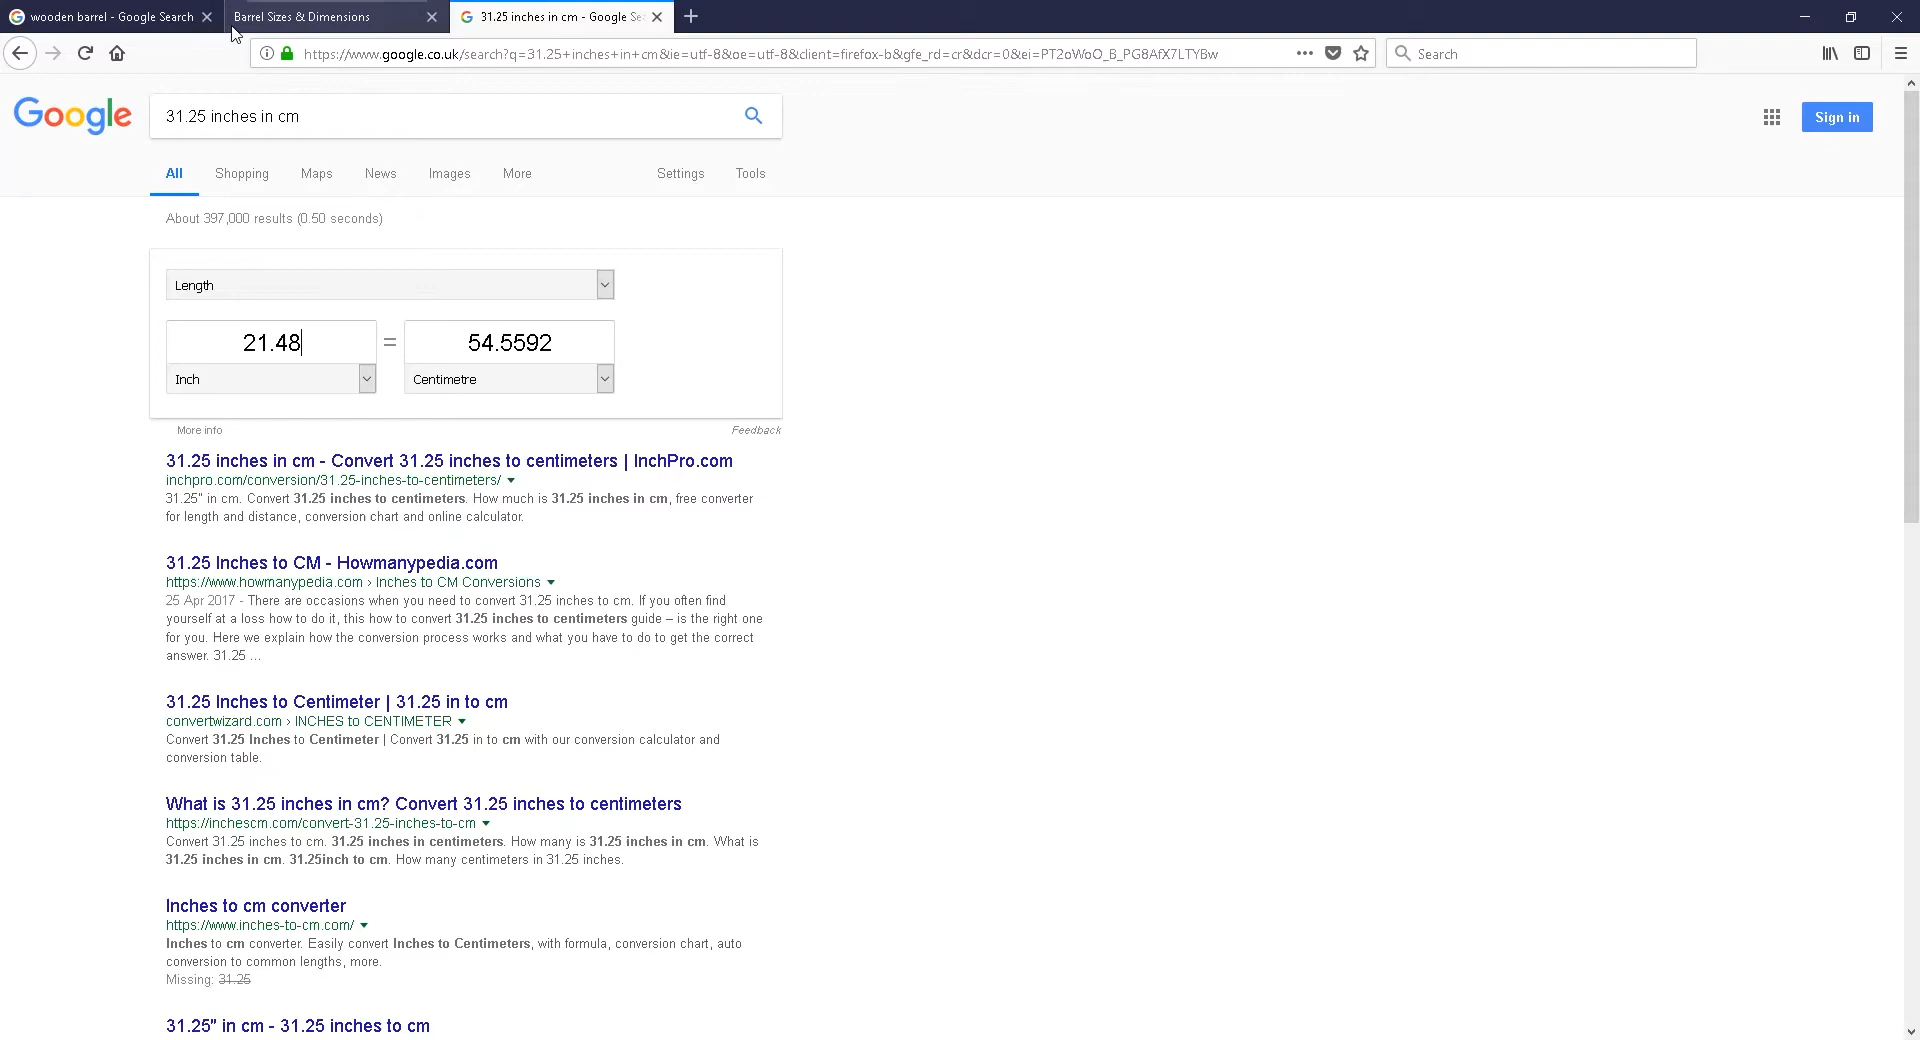 wooden barrel - Google Search
Barrel Sizes & Dimensions
31.25 inches in cm - Google Sea
https://www.google.co.uk/search?q=31.25+inches+in+cm&ie=utf-8&oe=utf-8&client=firefox-b&gfe_rd=cr&dcr=0&ei=PT2oWoO_B_PG8AfX7LTYBw
Search
Google
31.25 inches in cm
Sign in
All
Shopping
Maps
News
Images
More
Settings
Tools
About 397,000 results (0.50 seconds)
Length
21.48 = 54.5592
Inch
Centimetre
More info
Feedback
31.25 inches in cm - Convert 31.25 inches to centimeters | InchPro.com
inchpro.com/conversion/31.25-inches-to-centimeters/
31.25" in cm. Convert 31.25 inches to centimeters. How much is 31.25 inches in cm, free converter
for length and distance, conversion chart and online calculator.
31.25 Inches to CM - Howmanypedia.com
https://www.howmanypedia.com › Inches to CM Conversions
25 Apr 2017 - There are occasions when you need to convert 31.25 inches to cm. If you often find
yourself at a loss how to do it, this how to convert 31.25 inches to centimeters guide – is the right one
for you. Here we explain how the conversion process works and what you have to do to get the correct
answer. 31.25 ...
31.25 Inches to Centimeter | 31.25 in to cm
convertwizard.com › INCHES to CENTIMETER
Convert 31.25 Inches to Centimeter | Convert 31.25 in to cm with our conversion calculator and
conversion table.
What is 31.25 inches in cm? Convert 31.25 inches to centimeters
https://inchescm.com/convert-31.25-inches-to-cm
Convert 31.25 inches to cm. 31.25 inches in centimeters. How many is 31.25 inches in cm. What is
31.25 inches in cm. 31.25inch to cm. How many centimeters in 31.25 inches.
Inches to cm converter
https://www.inches-to-cm.com/
Inches to cm converter. Easily convert Inches to Centimeters, with formula, conversion chart, auto
conversion to common lengths, more.
Missing: 31.25
31.25" in cm - 31.25 inches to cm